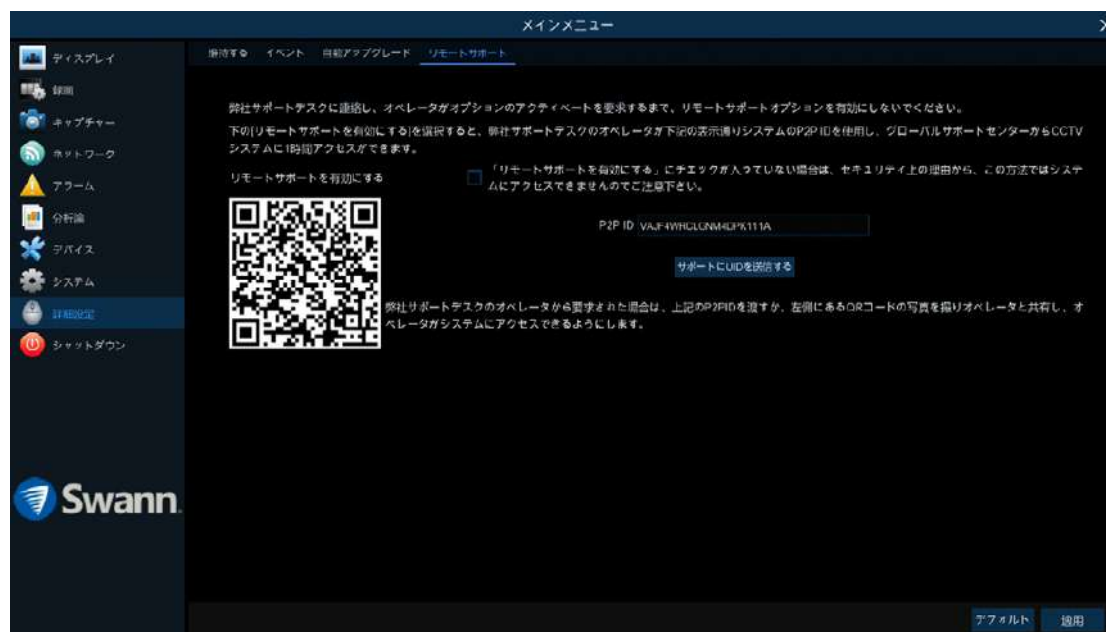 メインメニュー
ディスプレイ
録画
キャプチャー
ネットワーク
アラーム
分析論
デバイス
システム
詳細設定
シャットダウン
Swann
維持する イベント 自動アップグレード リモートサポート
弊社サポートデスクに連絡し、オペレータがオプションのアクティベートを要求するまで、リモートサポートオプションを有効にしないでください。
下の[リモートサポートを有効にする]を選択すると、弊社サポートデスクのオペレータが下記の表示通りシステムのP2P IDを使用し、グローバルサポートセンターからCCTV
システムに1時間アクセスができます。
リモートサポートを有効にする
「リモートサポートを有効にする」にチェックが入っていない場合は、セキュリティ上の理由から、この方法ではシステ
ムにアクセスできませんのでご注意下さい。
P2P ID
サポートにUIDを送信する
弊社サポートデスクのオペレータから要求された場合は、上記のP2PIDを渡すか、左側にあるQRコードの写真を撮りオペレータと共有し、オ
ペレータがシステムにアクセスできるようにします。
デフォルト 適用